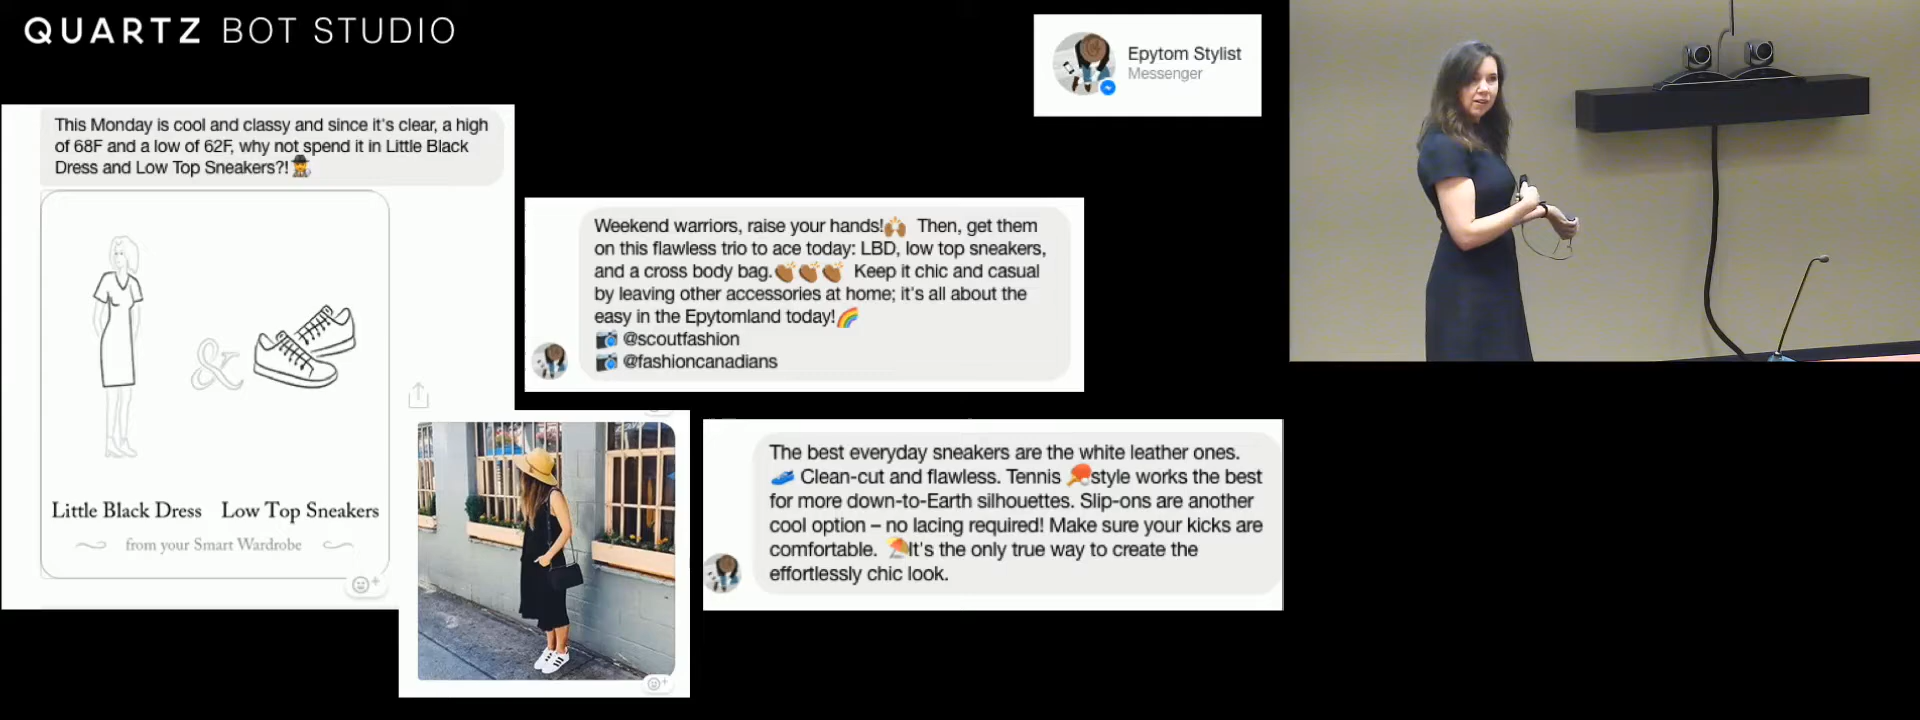 QUARTZ BOT STUDIO
Epytom Stylist
Messenger
This Monday is cool and classy and since it's clear, a high
of 68F and a low of 62F, why not spend it in Little Black
Dress and Low Top Sneakers?!🕵️
&
Little Black Dress Low Top Sneakers
from your Smart Wardrobe
Weekend warriors, raise your hands!🙌🏽 Then, get them
on this flawless trio to ace today: LBD, low top sneakers,
and a cross body bag.👏🏾👏🏾👏🏾 Keep it chic and casual
by leaving other accessories at home; it's all about the
easy in the Epytomland today!🌈
📷 @scoutfashion
📷 @fashioncanadians
The best everyday sneakers are the white leather ones.
👟 Clean-cut and flawless. Tennis 🏓style works the best
for more down-to-Earth silhouettes. Slip-ons are another
cool option – no lacing required! Make sure your kicks are
comfortable. ⛱It's the only true way to create the
effortlessly chic look.